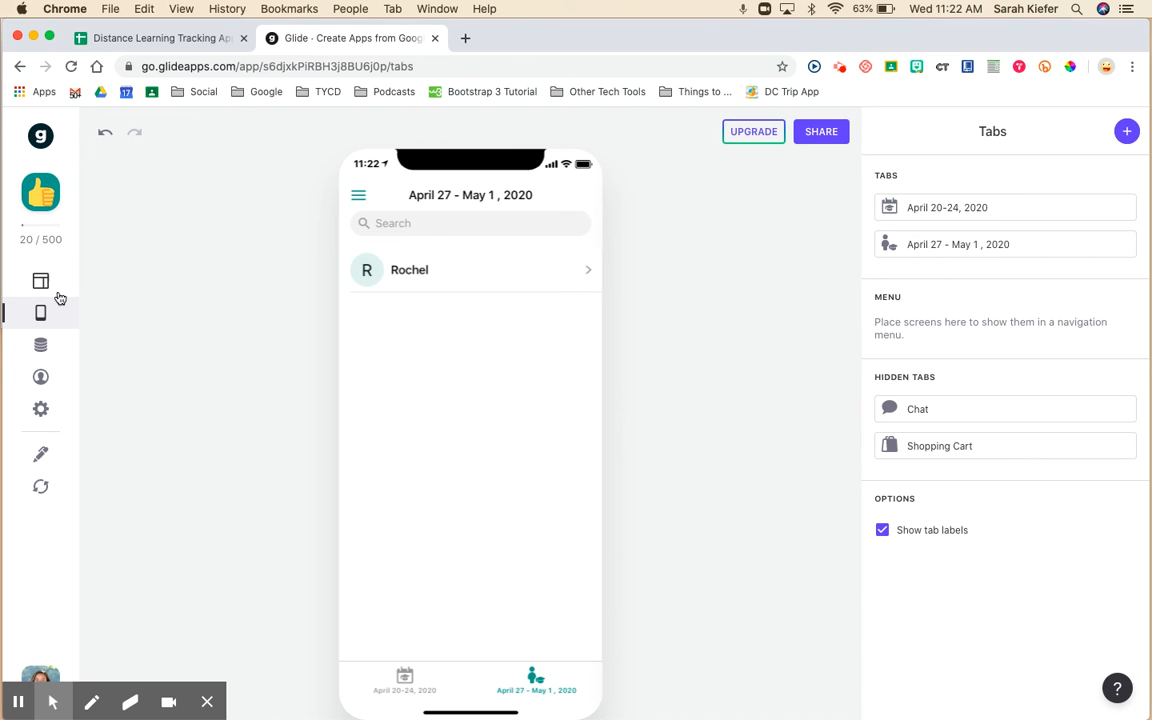 Chrome File Edit View History Bookmarks People Tab Window Help 63% Wed 11:22 AM Sarah Kiefer
Distance Learning Tracking Ap
Glide · Create Apps from Goog
go.glideapps.com/app/s6djxkPiRBH3j8BU6j0p/tabs
Apps Social Google TYCD Podcasts Bootstrap 3 Tutorial Other Tech Tools Things to ... DC Trip App
g
20 / 500
UPGRADE SHARE
11:22
April 27 - May 1 , 2020
Search
R Rochel
April 20-24, 2020
April 27 - May 1 , 2020
Tabs
+
TABS
April 20-24, 2020
April 27 - May 1 , 2020
MENU
Place screens here to show them in a navigation
menu.
HIDDEN TABS
Chat
Shopping Cart
OPTIONS
Show tab labels
?